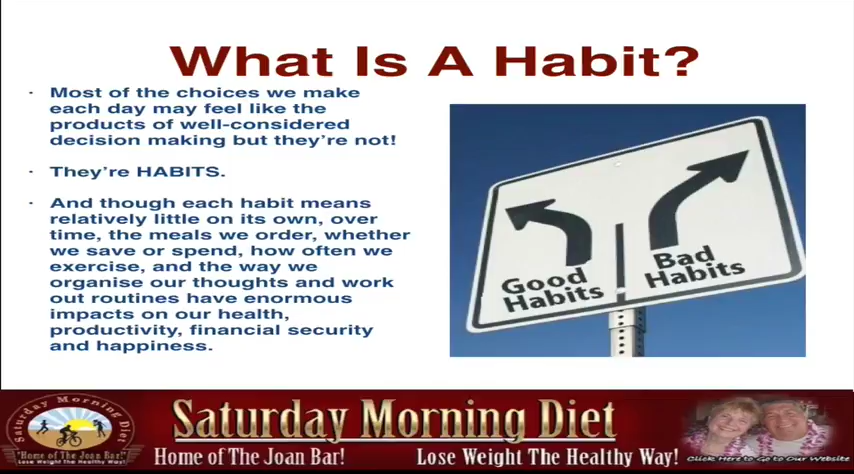 What Is A Habit?
· Most of the choices we make
each day may feel like the
products of well-considered
decision making but they're not!
· They're HABITS.
· And though each habit means
relatively little on its own, over
time, the meals we order, whether
we save or spend, how often we
exercise, and the way we
organise our thoughts and work
out routines have enormous
impacts on our health,
productivity, financial security
and happiness.
Good
Habits
Bad
Habits
Saturday Morning Diet
"Home of The Joan Bar!"
Lose Weight The Healthy Way!
Saturday Morning Diet
Home of The Joan Bar!
Lose Weight The Healthy Way!
Click Here to Go to Our Website